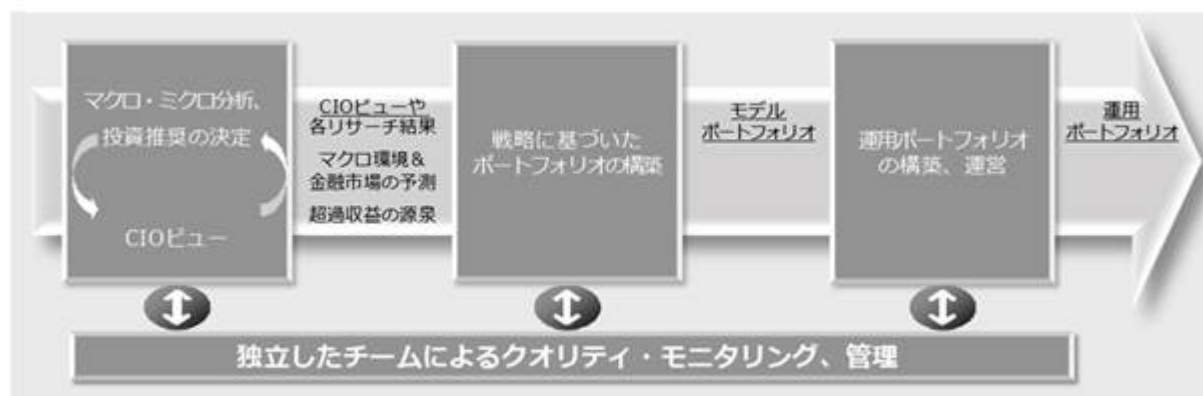 マクロ・ミクロ分析、
投資推奨の決定
CIOビュー
CIOビューや
各リサーチ結果
マクロ環境＆
金融市場の予測
超過収益の源泉
戦略に基づいた
ポートフォリオの構築
モデル
ポートフォリオ
運用ポートフォリオ
の構築、運営
運用
ポートフォリオ
独立したチームによるクオリティ・モニタリング、管理